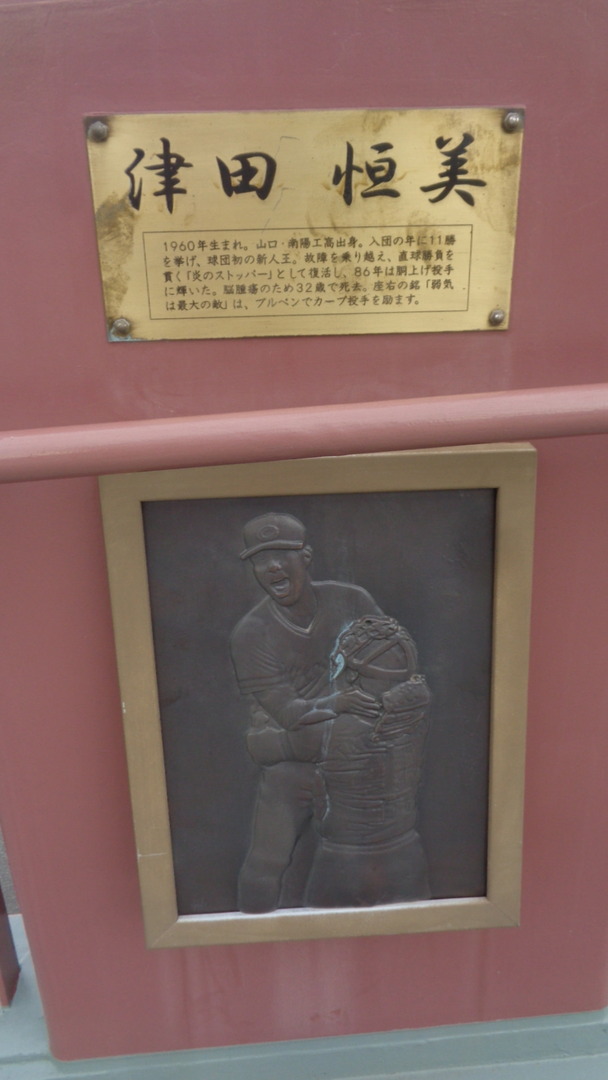 津田 恒美
1960年生まれ。山口・南陽工高出身。入団の年に11勝
を挙げ、球団初の新人王。故障を乗り越え、直球勝負を
貫く「炎のストッパー」として復活し、86年は胴上げ投手
に輝いた。脳腫瘍のため32歳で死去。座右の銘「弱気
は最大の敵」は、ブルペンでカープ投手を励ます。